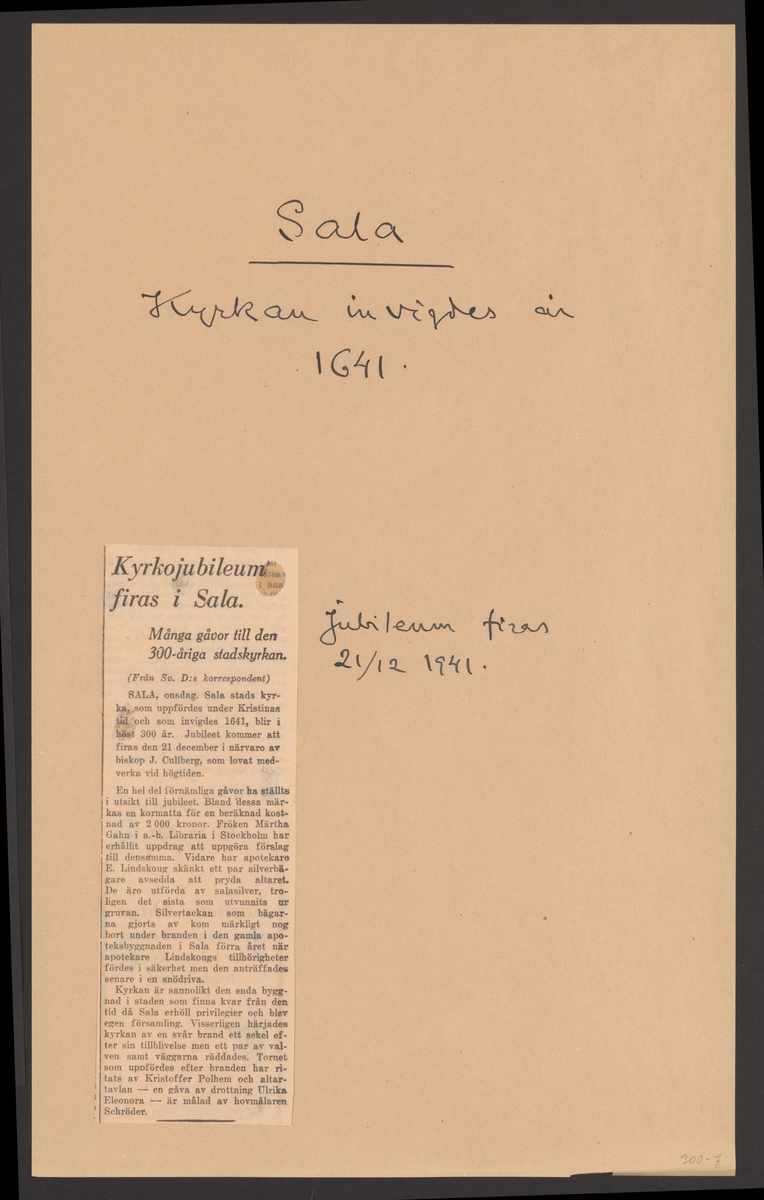 Sala
Kyrkan invigdes år
1641.
Kyrkojubileum
firas i Sala.
Många gåvor till den
300-åriga stadskyrkan.
(Från Sv. D:s korrespondent)
SALA, onsdag. Sala stads kyr-
ka, som uppfördes under Kristinas
tid och som invigdes 1641, blir i
höst 300 år. Jubileet kommer att
firas den 21 december i närvaro av
biskop J. Cullberg, som lovat med-
verka vid högtiden.
En hel del förnämliga gåvor ha ställts
i utsikt till jubileet. Bland dessa mär-
kas en kormatta för en beräknad kost-
nad av 2 000 kronor. Fröken Märtha
Gahn i a.-b. Libraria i Stockholm har
erhållit uppdrag att uppgöra förslag
till densamma. Vidare har apotekare
E. Lindskoug skänkt ett par silverbä-
gare avsedda att pryda altaret.
De äro utförda av salasilver, tro-
ligen det sista som utvunnits ur
gruvan. Silvertackan som bägar-
na gjorts av kom märkligt nog
bort under branden i den gamla apo-
teksbyggnaden i Sala förra året när
apotekare Lindskougs tillhörigheter
fördes i säkerhet men den anträffades
senare i en snödriva.
Kyrkan är sannolikt den enda bygg-
nad i staden som finns kvar från den
tid då Sala erhöll privilegier och blev
egen församling. Visserligen härjades
kyrkan av en svår brand ett sekel ef-
ter sin tillblivelse men ett par av val-
ven samt väggarna räddades. Tornet
som uppfördes efter branden har ri-
tats av Kristoffer Polhem och altar-
tavlan — en gåva av drottning Ulrika
Eleonora — är målad av hovmålaren
Schröder.
Jubileum firas
21/12 1941.
300-7